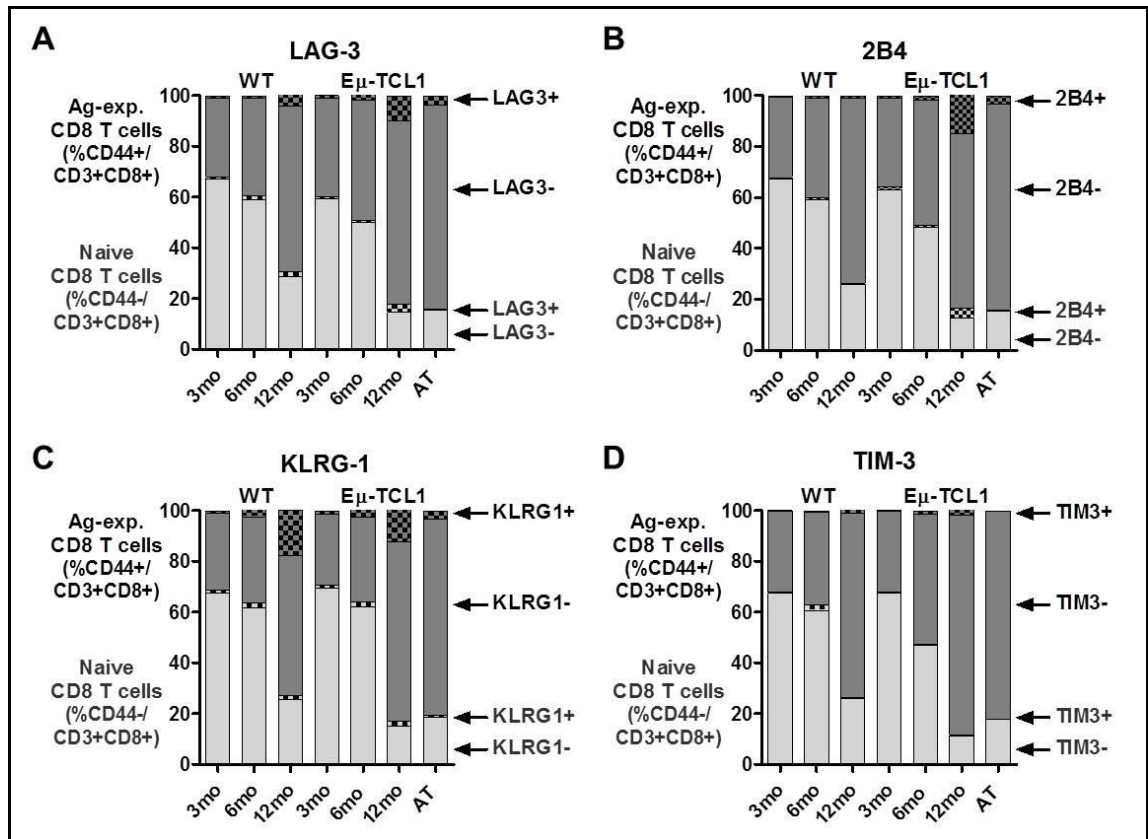 A
LAG-3
WT
Eµ-TCL1
Ag-exp.
CD8 T cells
(%CD44+/
CD3+CD8+)
Naive
CD8 T cells
(%CD44-/
CD3+CD8+)
100
80
60
40
20
0
LAG3+
LAG3-
LAG3+
LAG3-
3mo
6mo
12mo
3mo
6mo
12mo
AT
B
2B4
WT
Eµ-TCL1
Ag-exp.
CD8 T cells
(%CD44+/
CD3+CD8+)
Naive
CD8 T cells
(%CD44-/
CD3+CD8+)
100
80
60
40
20
0
2B4+
2B4-
2B4+
2B4-
3mo
6mo
12mo
3mo
6mo
12mo
AT
C
KLRG-1
WT
Eµ-TCL1
Ag-exp.
CD8 T cells
(%CD44+/
CD3+CD8+)
Naive
CD8 T cells
(%CD44-/
CD3+CD8+)
100
80
60
40
20
0
KLRG1+
KLRG1-
KLRG1+
KLRG1-
3mo
6mo
12mo
3mo
6mo
12mo
AT
D
TIM-3
WT
Eµ-TCL1
Ag-exp.
CD8 T cells
(%CD44+/
CD3+CD8+)
Naive
CD8 T cells
(%CD44-/
CD3+CD8+)
100
80
60
40
20
0
TIM3+
TIM3-
TIM3+
TIM3-
3mo
6mo
12mo
3mo
6mo
12mo
AT